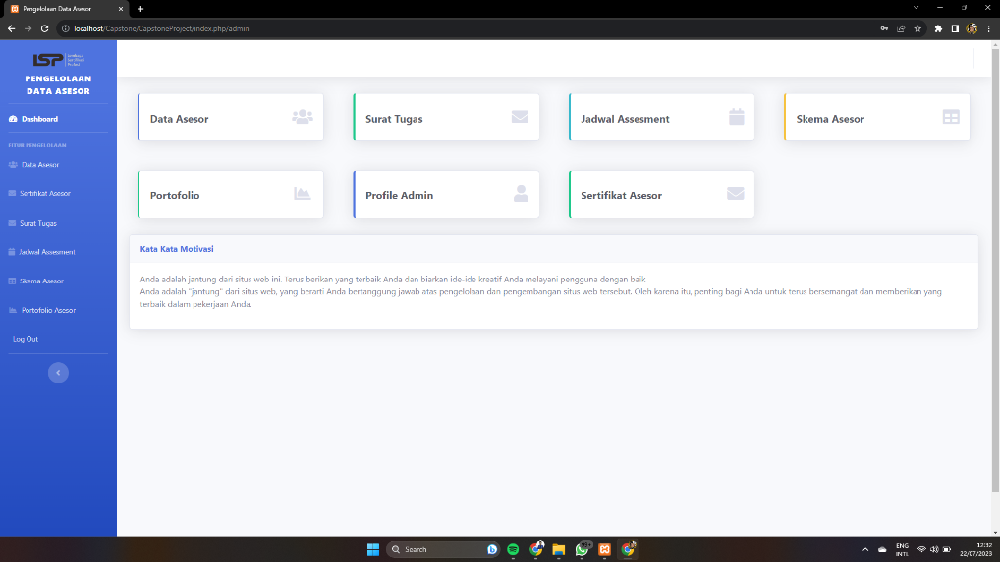 Pengelolaan Data Asesor
localhost/Capstone/CapstoneProject/index.php/admin
LSP
PENGELOLAAN
DATA ASESOR
Dashboard
FITUR PENGELOLAAN
Data Asesor
Sertifikat Asesor
Surat Tugas
Jadwal Assesment
Skema Asesor
Portofolio Asesor
Log Out
Data Asesor
Surat Tugas
Jadwal Assesment
Skema Asesor
Portofolio
Profile Admin
Sertifikat Asesor
Kata Kata Motivasi
Anda adalah jantung dari situs web ini. Terus berikan yang terbaik Anda dan biarkan ide-ide kreatif Anda melayani pengguna dengan baik
Anda adalah "jantung" dari situs web, yang berarti Anda bertanggung jawab atas pengelolaan dan pengembangan situs web tersebut. Oleh karena itu, penting bagi Anda untuk terus bersemangat dan memberikan yang
terbaik dalam pekerjaan Anda.
Search
ENG
INTL
12:32
22/07/2023